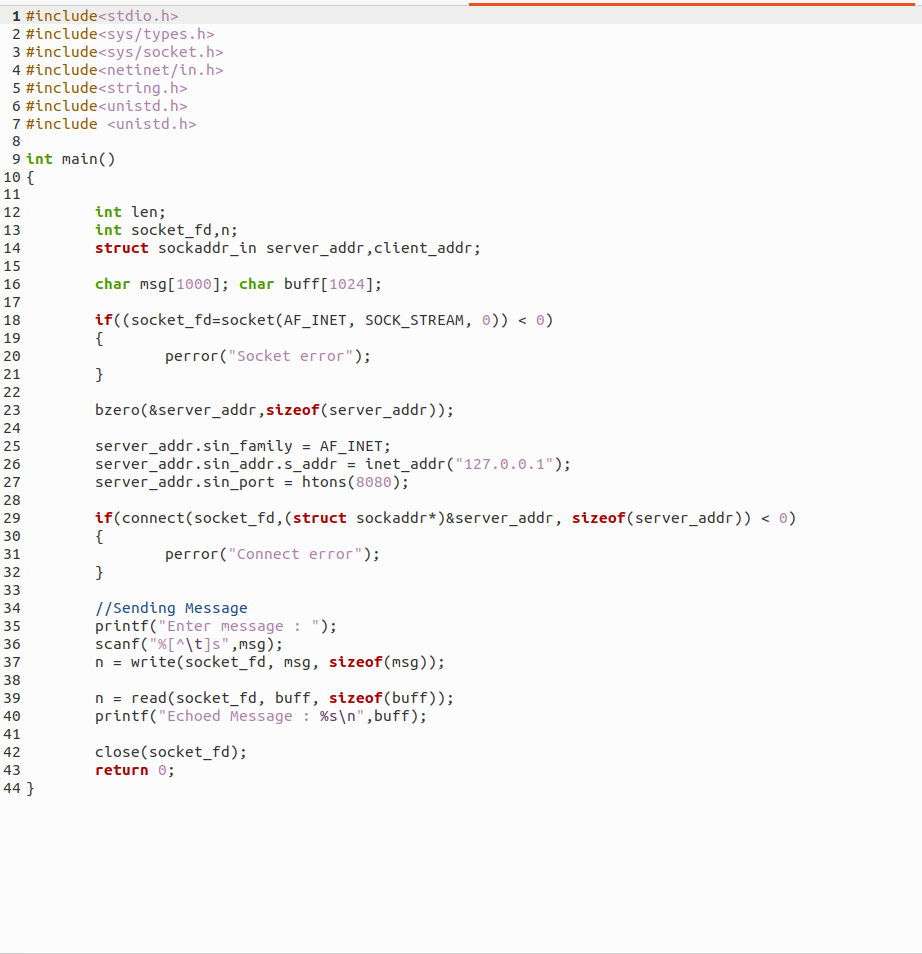 1 #include<stdio.h>
2 #include<sys/types.h>
3 #include<sys/socket.h>
4 #include<netinet/in.h>
5 #include<string.h>
6 #include<unistd.h>
7 #include <unistd.h>
8
9 int main()
10 {
11
12         int len;
13         int socket_fd,n;
14         struct sockaddr_in server_addr,client_addr;
15
16         char msg[1000]; char buff[1024];
17
18         if((socket_fd=socket(AF_INET, SOCK_STREAM, 0)) < 0)
19         {
20                 perror("Socket error");
21         }
22
23         bzero(&server_addr,sizeof(server_addr));
24
25         server_addr.sin_family = AF_INET;
26         server_addr.sin_addr.s_addr = inet_addr("127.0.0.1");
27         server_addr.sin_port = htons(8080);
28
29         if(connect(socket_fd,(struct sockaddr*)&server_addr, sizeof(server_addr)) < 0)
30         {
31                 perror("Connect error");
32         }
33
34         //Sending Message
35         printf("Enter message : ");
36         scanf("%[^\t]s",msg);
37         n = write(socket_fd, msg, sizeof(msg));
38
39         n = read(socket_fd, buff, sizeof(buff));
40         printf("Echoed Message : %s\n",buff);
41
42         close(socket_fd);
43         return 0;
44 }